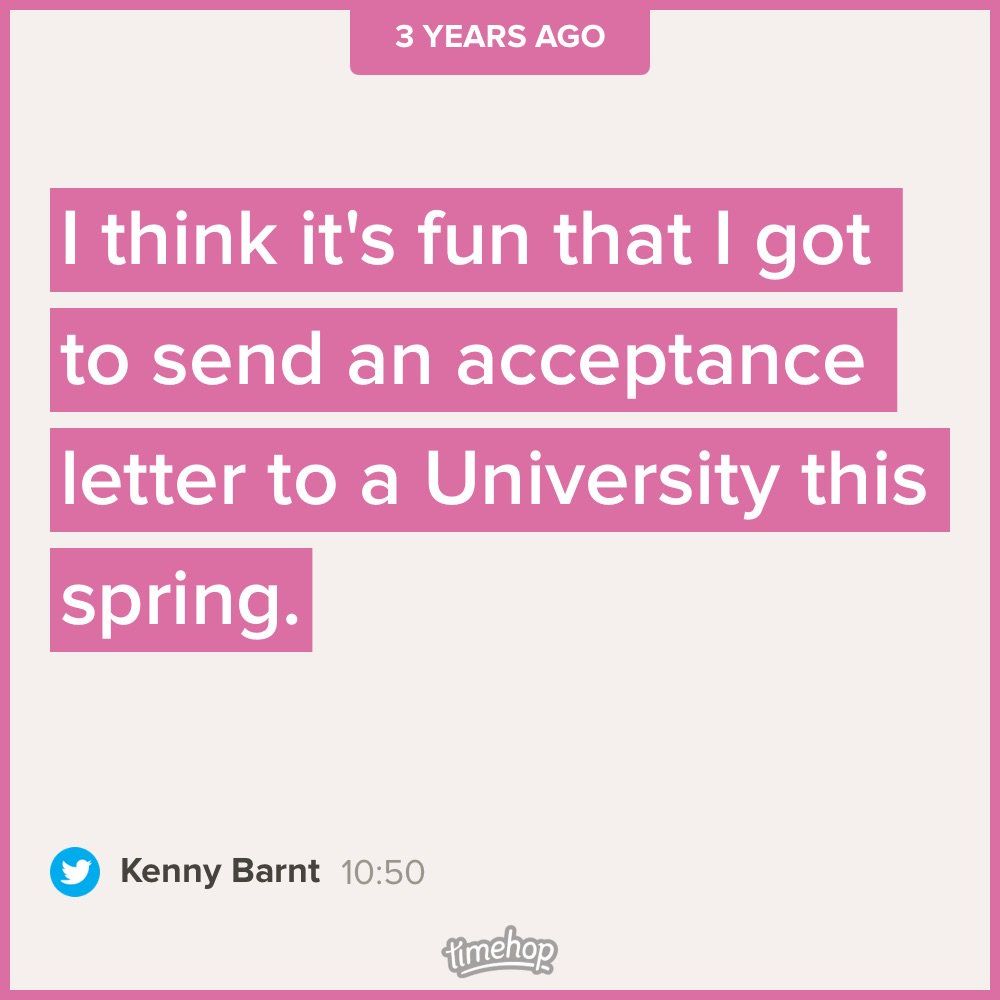 3 YEARS AGO
I think it's fun that I got
to send an acceptance
letter to a University this
spring.
Kenny Barnt 10:50
timehop